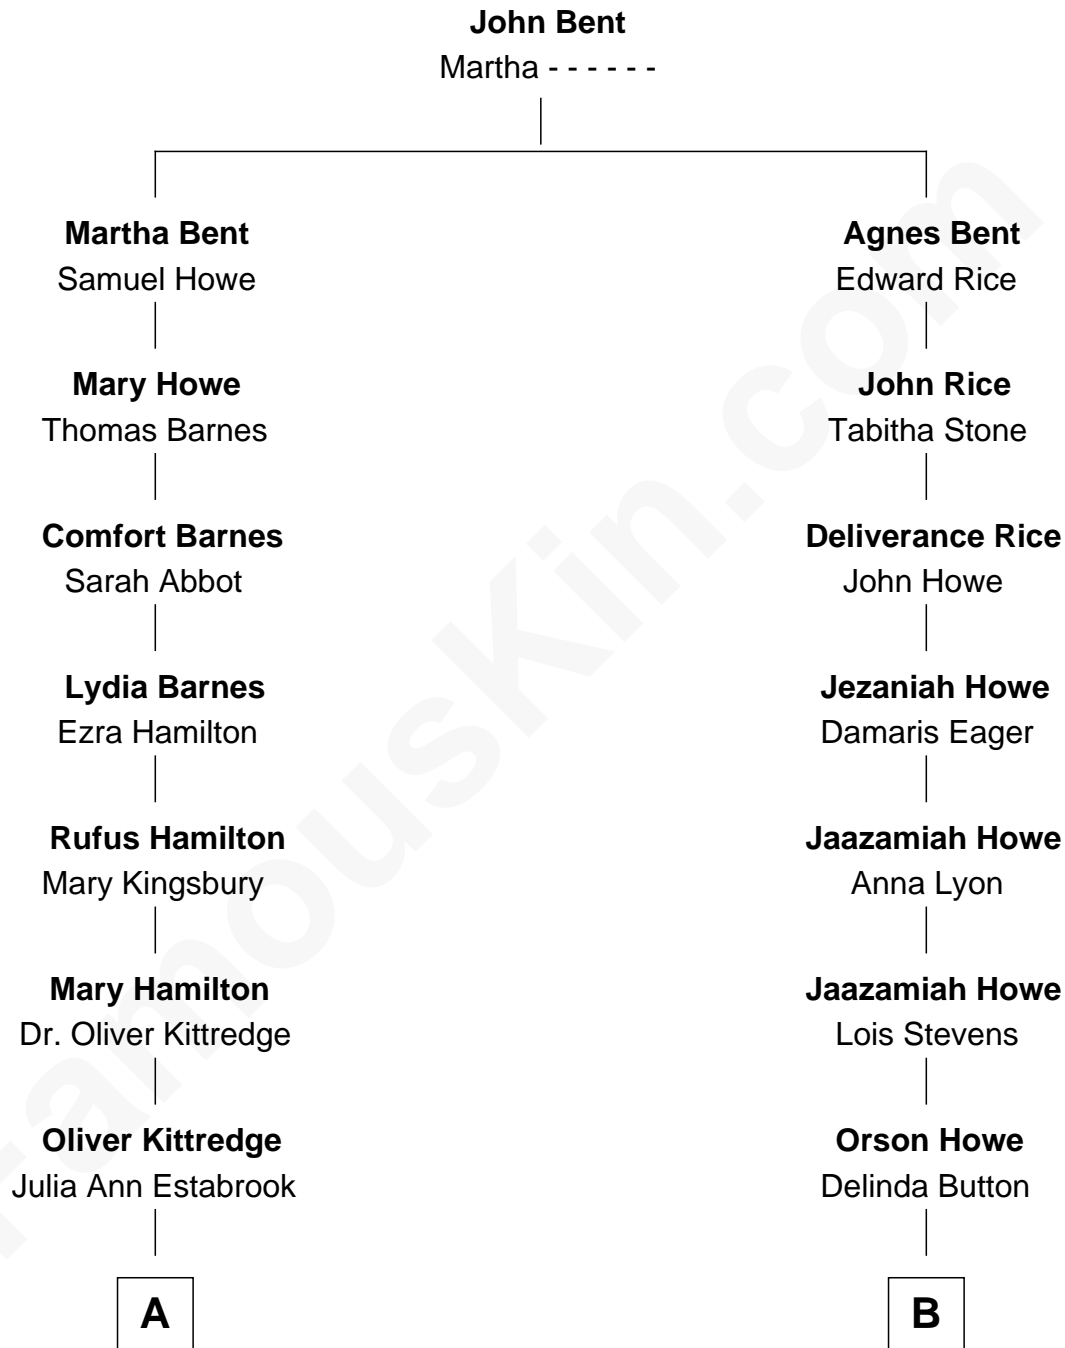 John Bent
Martha - - - - - -
Martha Bent
Samuel Howe
Agnes Bent
Edward Rice
Mary Howe
Thomas Barnes
John Rice
Tabitha Stone
Comfort Barnes
Sarah Abbot
Deliverance Rice
John Howe
Lydia Barnes
Ezra Hamilton
Jezaniah Howe
Damaris Eager
Rufus Hamilton
Mary Kingsbury
Jaazamiah Howe
Anna Lyon
Mary Hamilton
Dr. Oliver Kittredge
Jaazamiah Howe
Lois Stevens
Oliver Kittredge
Julia Ann Estabrook
Orson Howe
Delinda Button
A
B
FamousKin.com